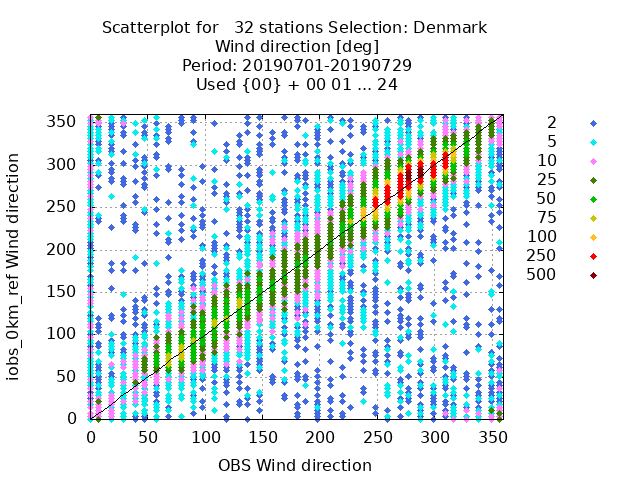 Scatterplot for   32 stations Selection: Denmark
Wind direction [deg]
Period: 20190701-20190729
Used {00} + 00 01 ... 24
iobs_0km_ref Wind direction
350
300
250
200
150
100
50
0
0 50 100 150 200 250 300 350
OBS Wind direction
2
5
10
25
50
75
100
250
500